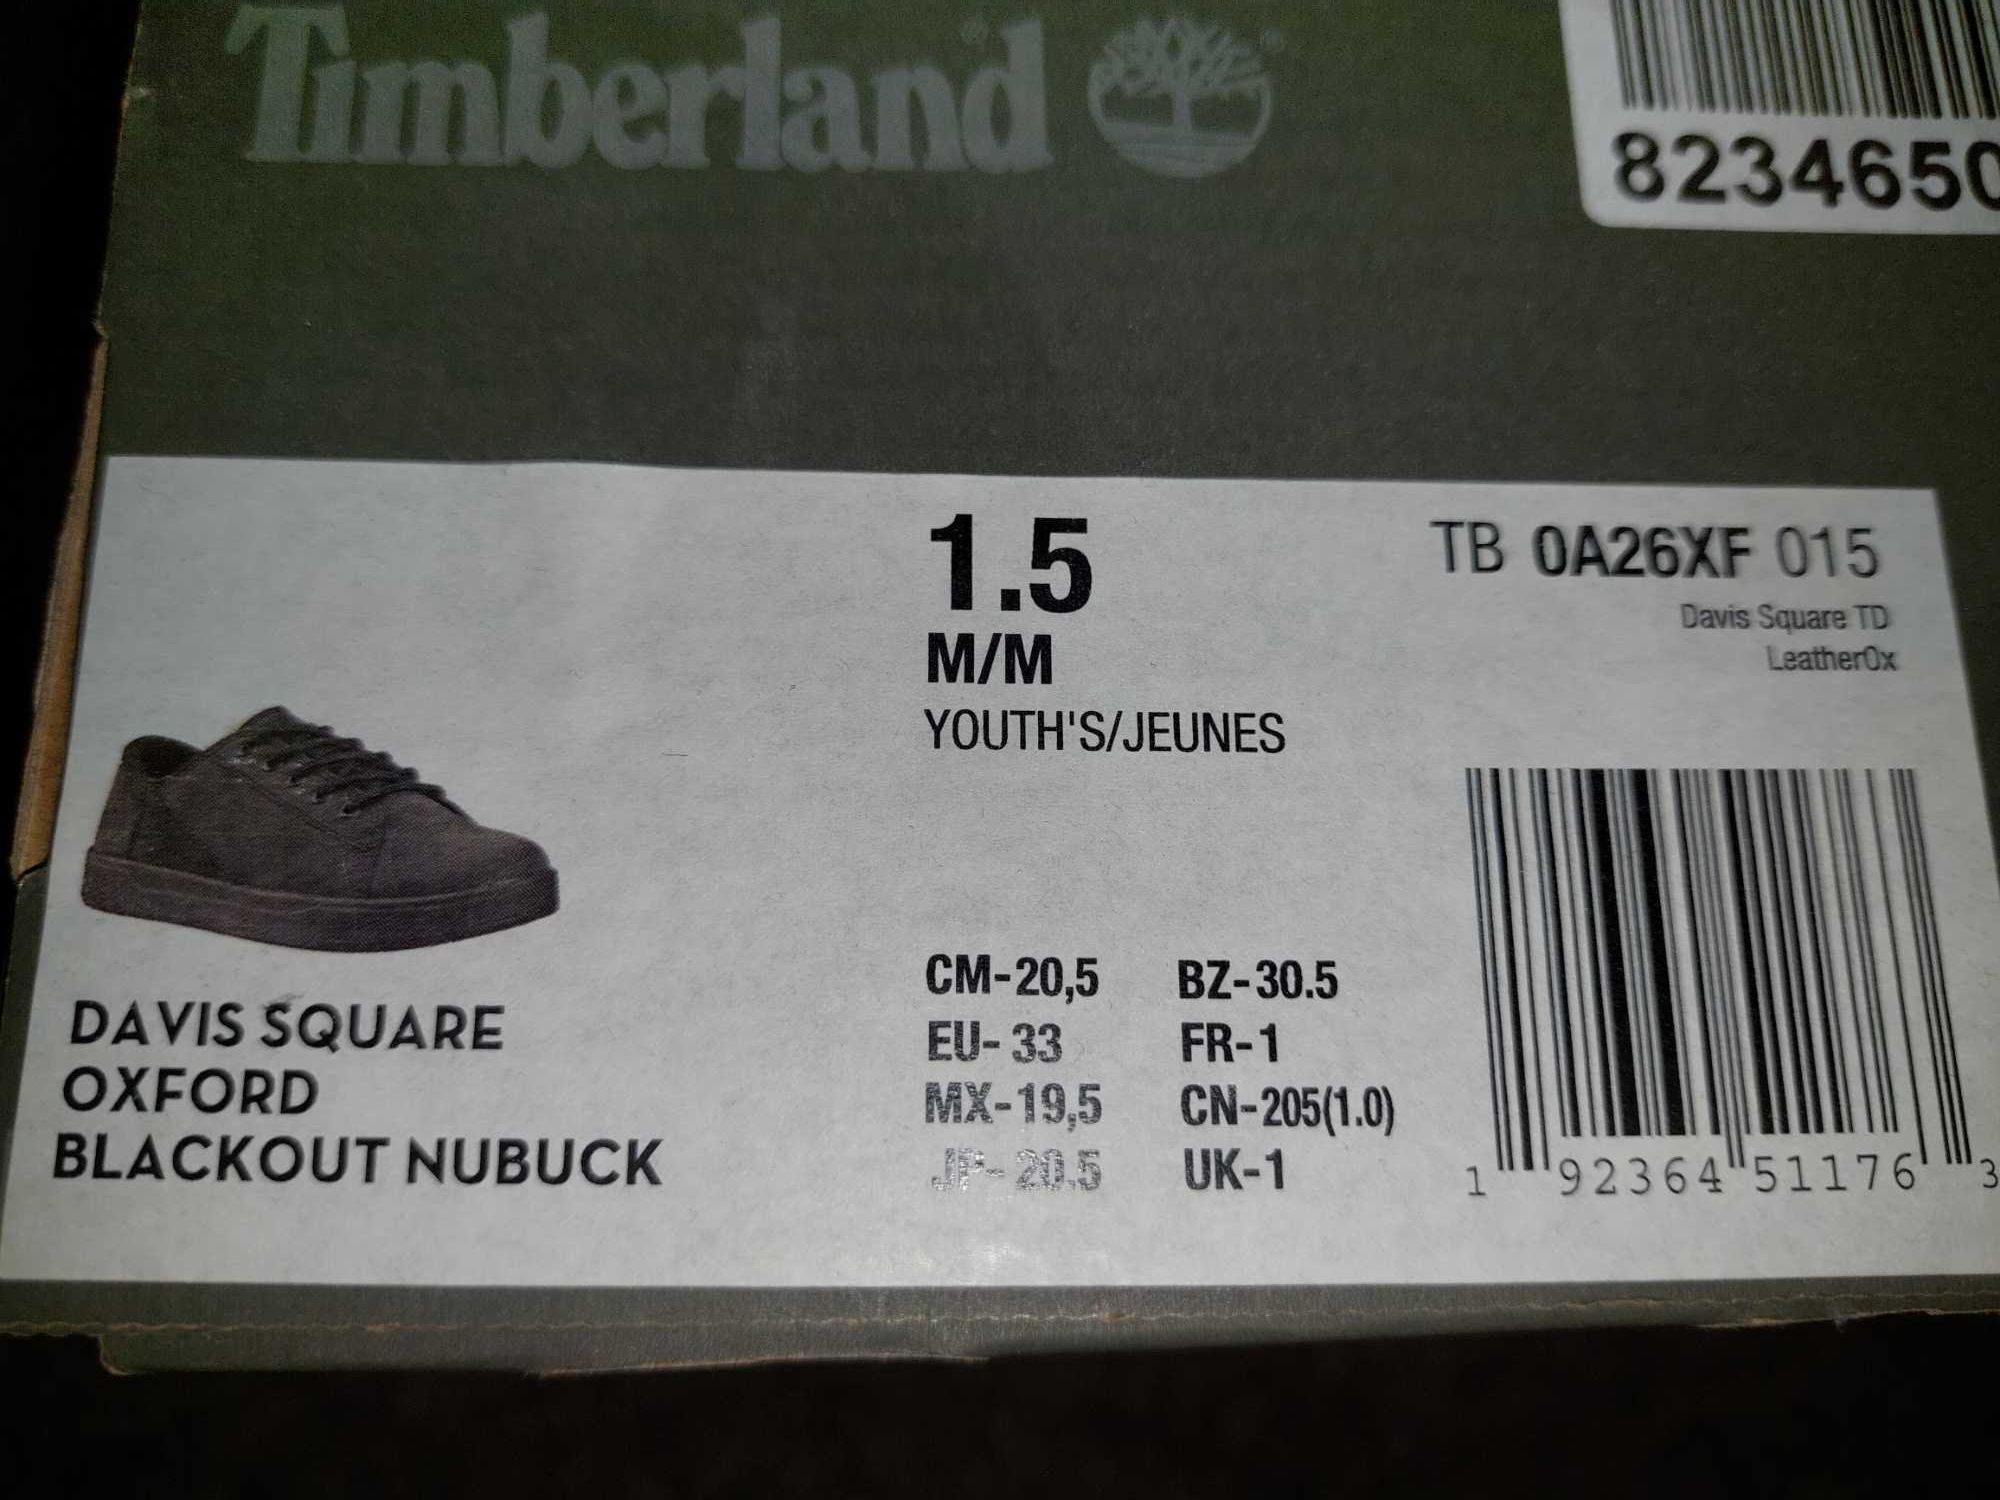 Timberland
8234650
1.5
M/M
YOUTH'S/JEUNES
TB 0A26XF 015
Davis Square TD
LeatherOx
DAVIS SQUARE
OXFORD
BLACKOUT NUBUCK
CM-20,5 BZ-30.5
EU- 33 FR-1
MX-19,5 CN-205(1.0)
JP- 20.5 UK-1
1 92364 51176 3